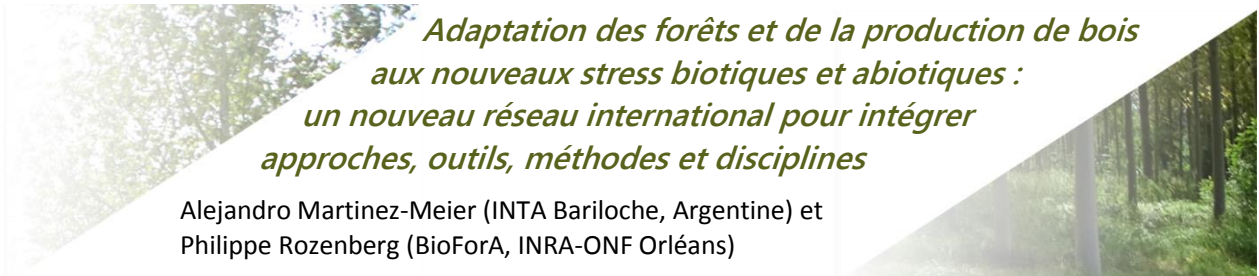 Adaptation des forêts et de la production de bois
aux nouveaux stress biotiques et abiotiques :
un nouveau réseau international pour intégrer
approches, outils, méthodes et disciplines
Alejandro Martinez-Meier (INTA Bariloche, Argentine) et
Philippe Rozenberg (BioForA, INRA-ONF Orléans)